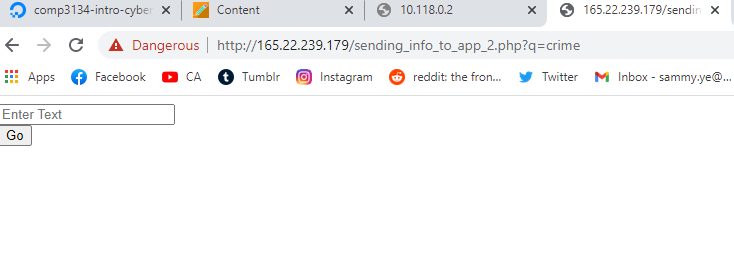 comp3134-intro-cyber Content 10.118.0.2 165.22.239.179/sending
Dangerous http://165.22.239.179/sending_info_to_app_2.php?q=crime
Apps Facebook CA Tumblr Instagram reddit: the fron... Twitter Inbox - sammy.ye@...
Enter Text
Go